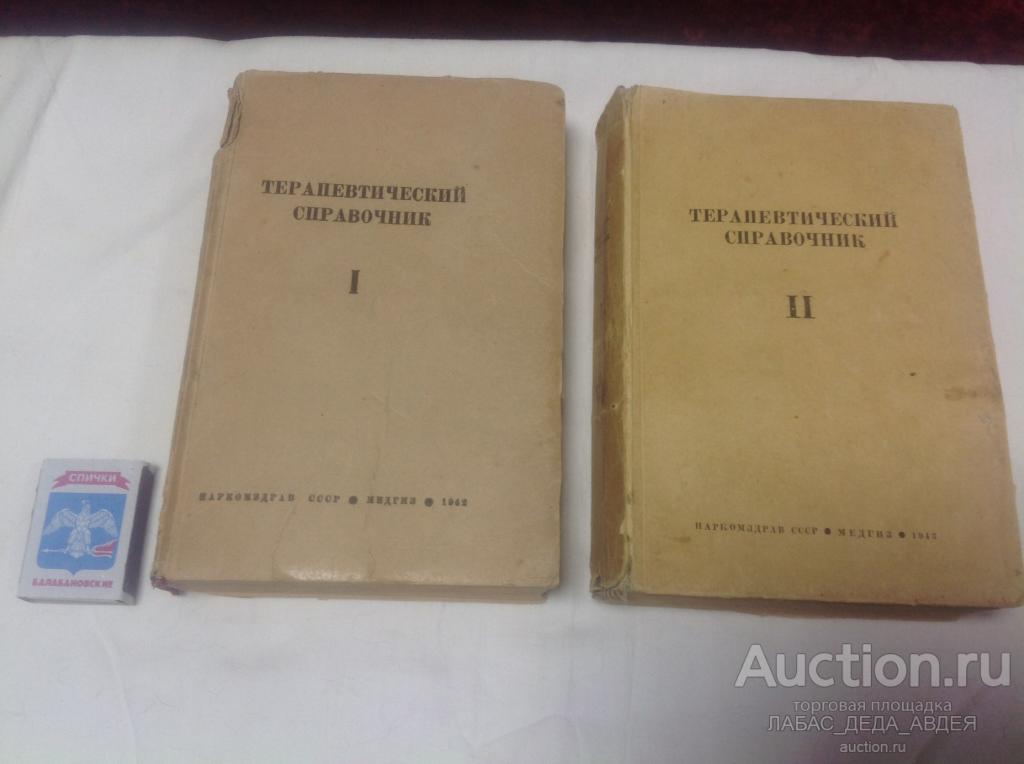 ТЕРАПЕВТИЧЕСКИЙ
СПРАВОЧНИК
I
НАРКОМЗДРАВ СССР ● МЕДГИЗ ● 1942
ТЕРАПЕВТИЧЕСКИЙ
СПРАВОЧНИК
II
НАРКОМЗДРАВ СССР ● МЕДГИЗ ● 1943
СПИЧКИ
БАЛАБАНОВСКИЕ
Auction.ru
торговая площадка
ЛАБАС_ДЕДА_АВДЕЯ
auction.ru